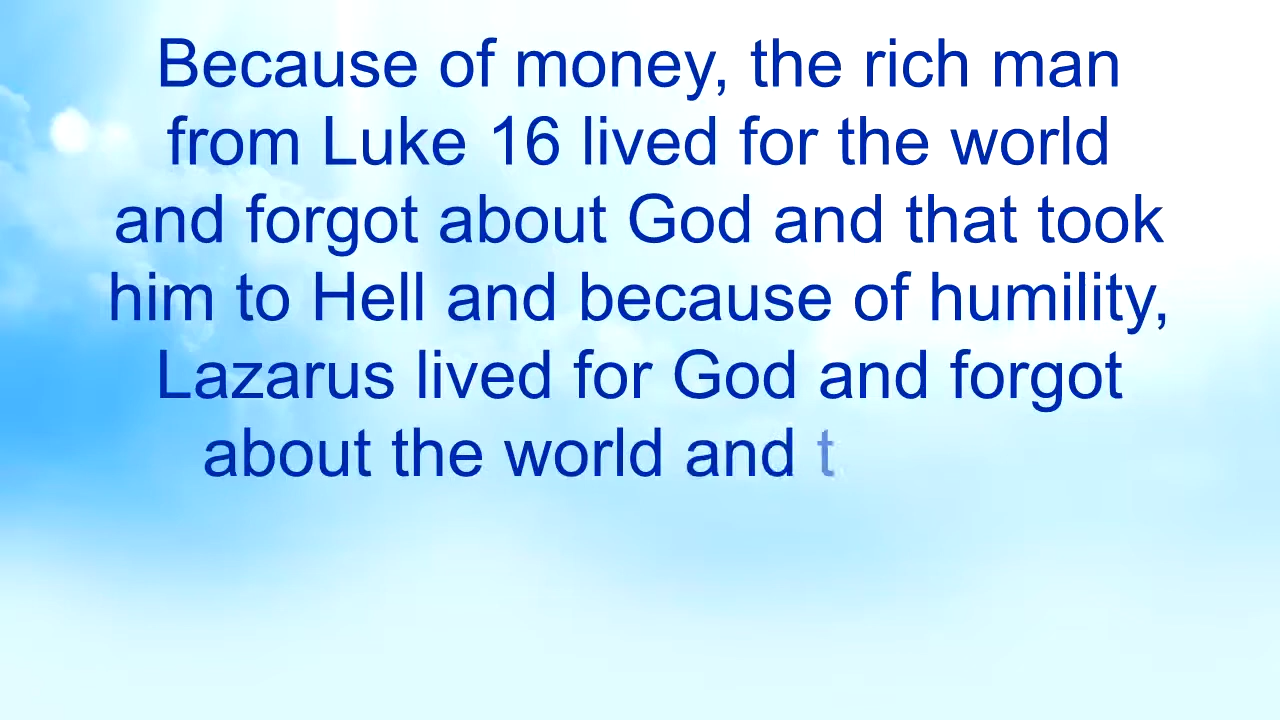 Because of money, the rich man
from Luke 16 lived for the world
and forgot about God and that took
him to Hell and because of humility,
Lazarus lived for God and forgot
about the world and t